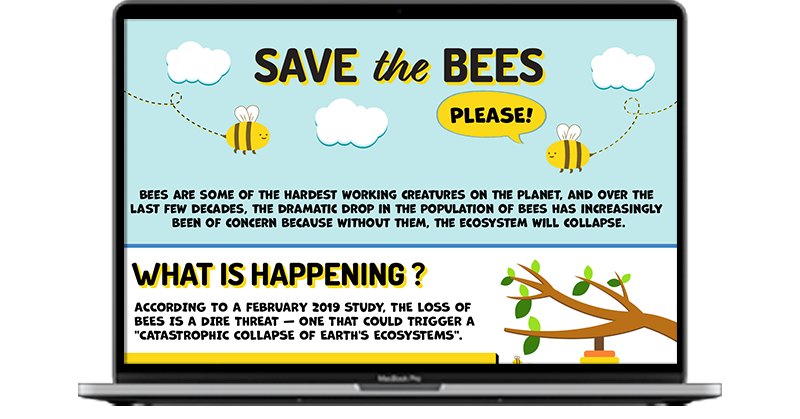 SAVE the BEES
PLEASE!
BEES ARE SOME OF THE HARDEST WORKING CREATURES ON THE PLANET, AND OVER THE
LAST FEW DECADES, THE DRAMATIC DROP IN THE POPULATION OF BEES HAS INCREASINGLY
BEEN OF CONCERN BECAUSE WITHOUT THEM, THE ECOSYSTEM WILL COLLAPSE.
WHAT IS HAPPENING ?
ACCORDING TO A FEBRUARY 2019 STUDY, THE LOSS OF
BEES IS A DIRE THREAT — ONE THAT COULD TRIGGER A
"CATASTROPHIC COLLAPSE OF EARTH'S ECOSYSTEMS".
MacBook Pro